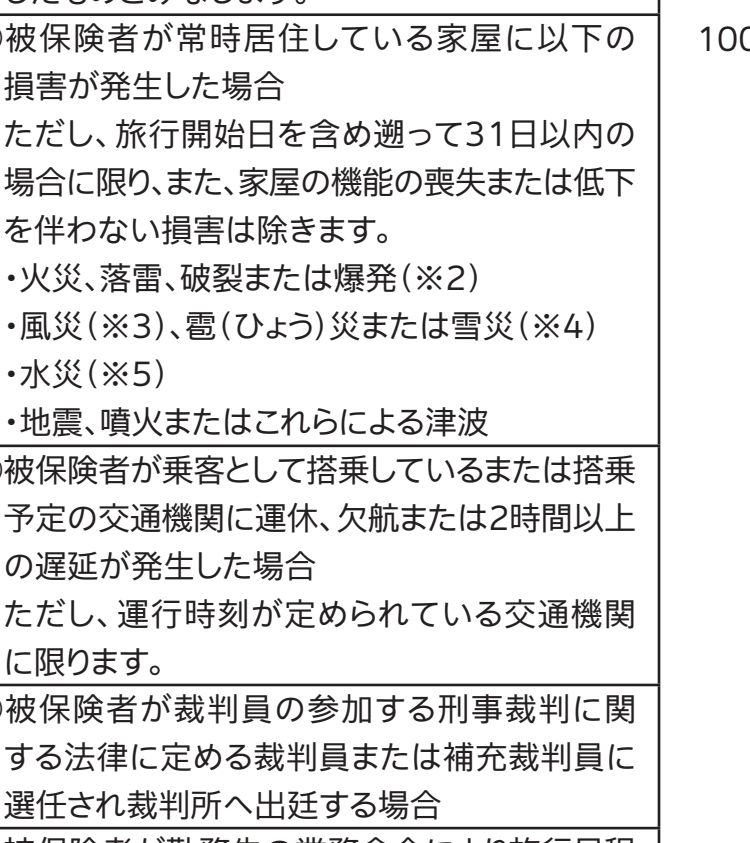 被保険者が常時居住している家屋に以下の
損害が発生した場合
ただし、旅行開始日を含め遡って31日以内の
場合に限り、また、家屋の機能の喪失または低下
を伴わない損害は除きます。
・火災、落雷、破裂または爆発(※2)
・風災(※3)、雹(ひょう)災または雪災(※4)
・水災(※5)
・地震、噴火またはこれらによる津波
被保険者が乗客として搭乗しているまたは搭乗
予定の交通機関に運休、欠航または2時間以上
の遅延が発生した場合
ただし、運行時刻が定められている交通機関
に限ります。
被保険者が裁判員の参加する刑事裁判に関
する法律に定める裁判員または補充裁判員に
選任され裁判所へ出廷する場合